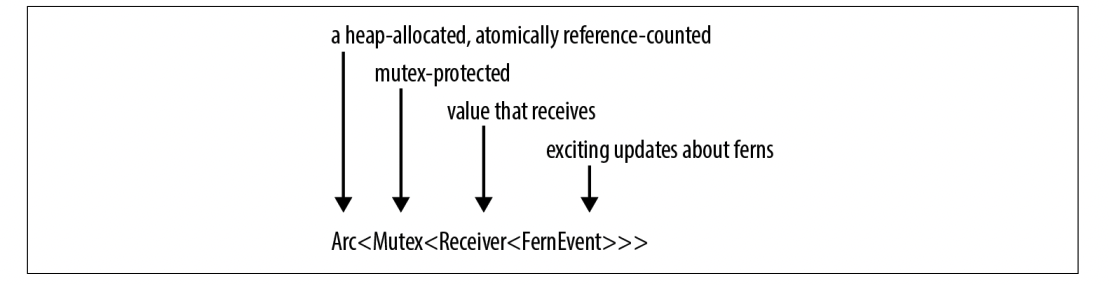 a heap-allocated, atomically reference-counted
mutex-protected
value that receives
exciting updates about ferns
Arc<Mutex<Receiver<FernEvent>>>